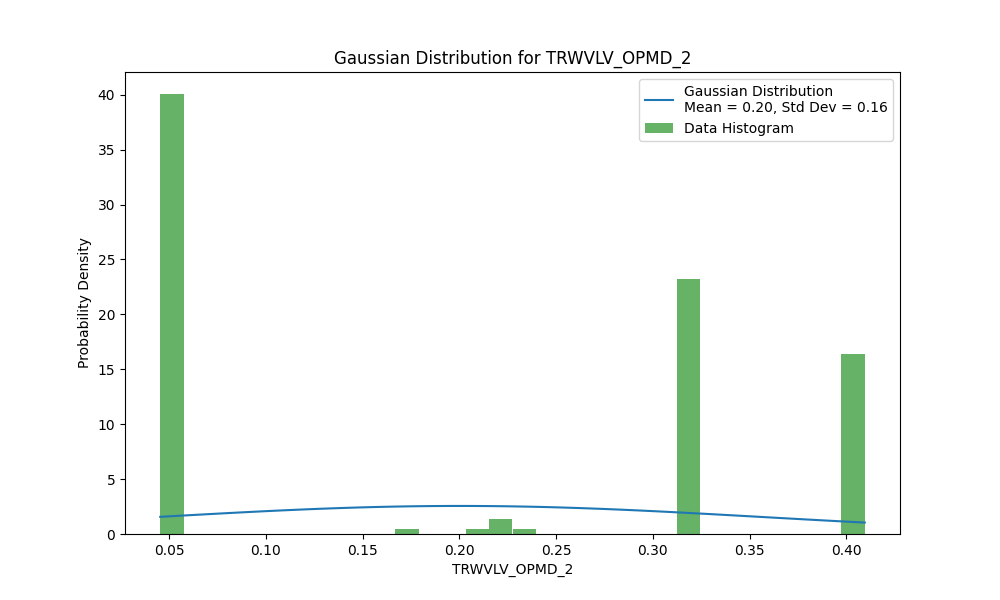 Gaussian Distribution for TRWVLV_OPMD_2
Gaussian Distribution
Mean = 0.20, Std Dev = 0.16
Data Histogram
Probability Density
40
35
30
25
20
15
10
5
0
0.05 0.10 0.15 0.20 0.25 0.30 0.35 0.40
TRWVLV_OPMD_2